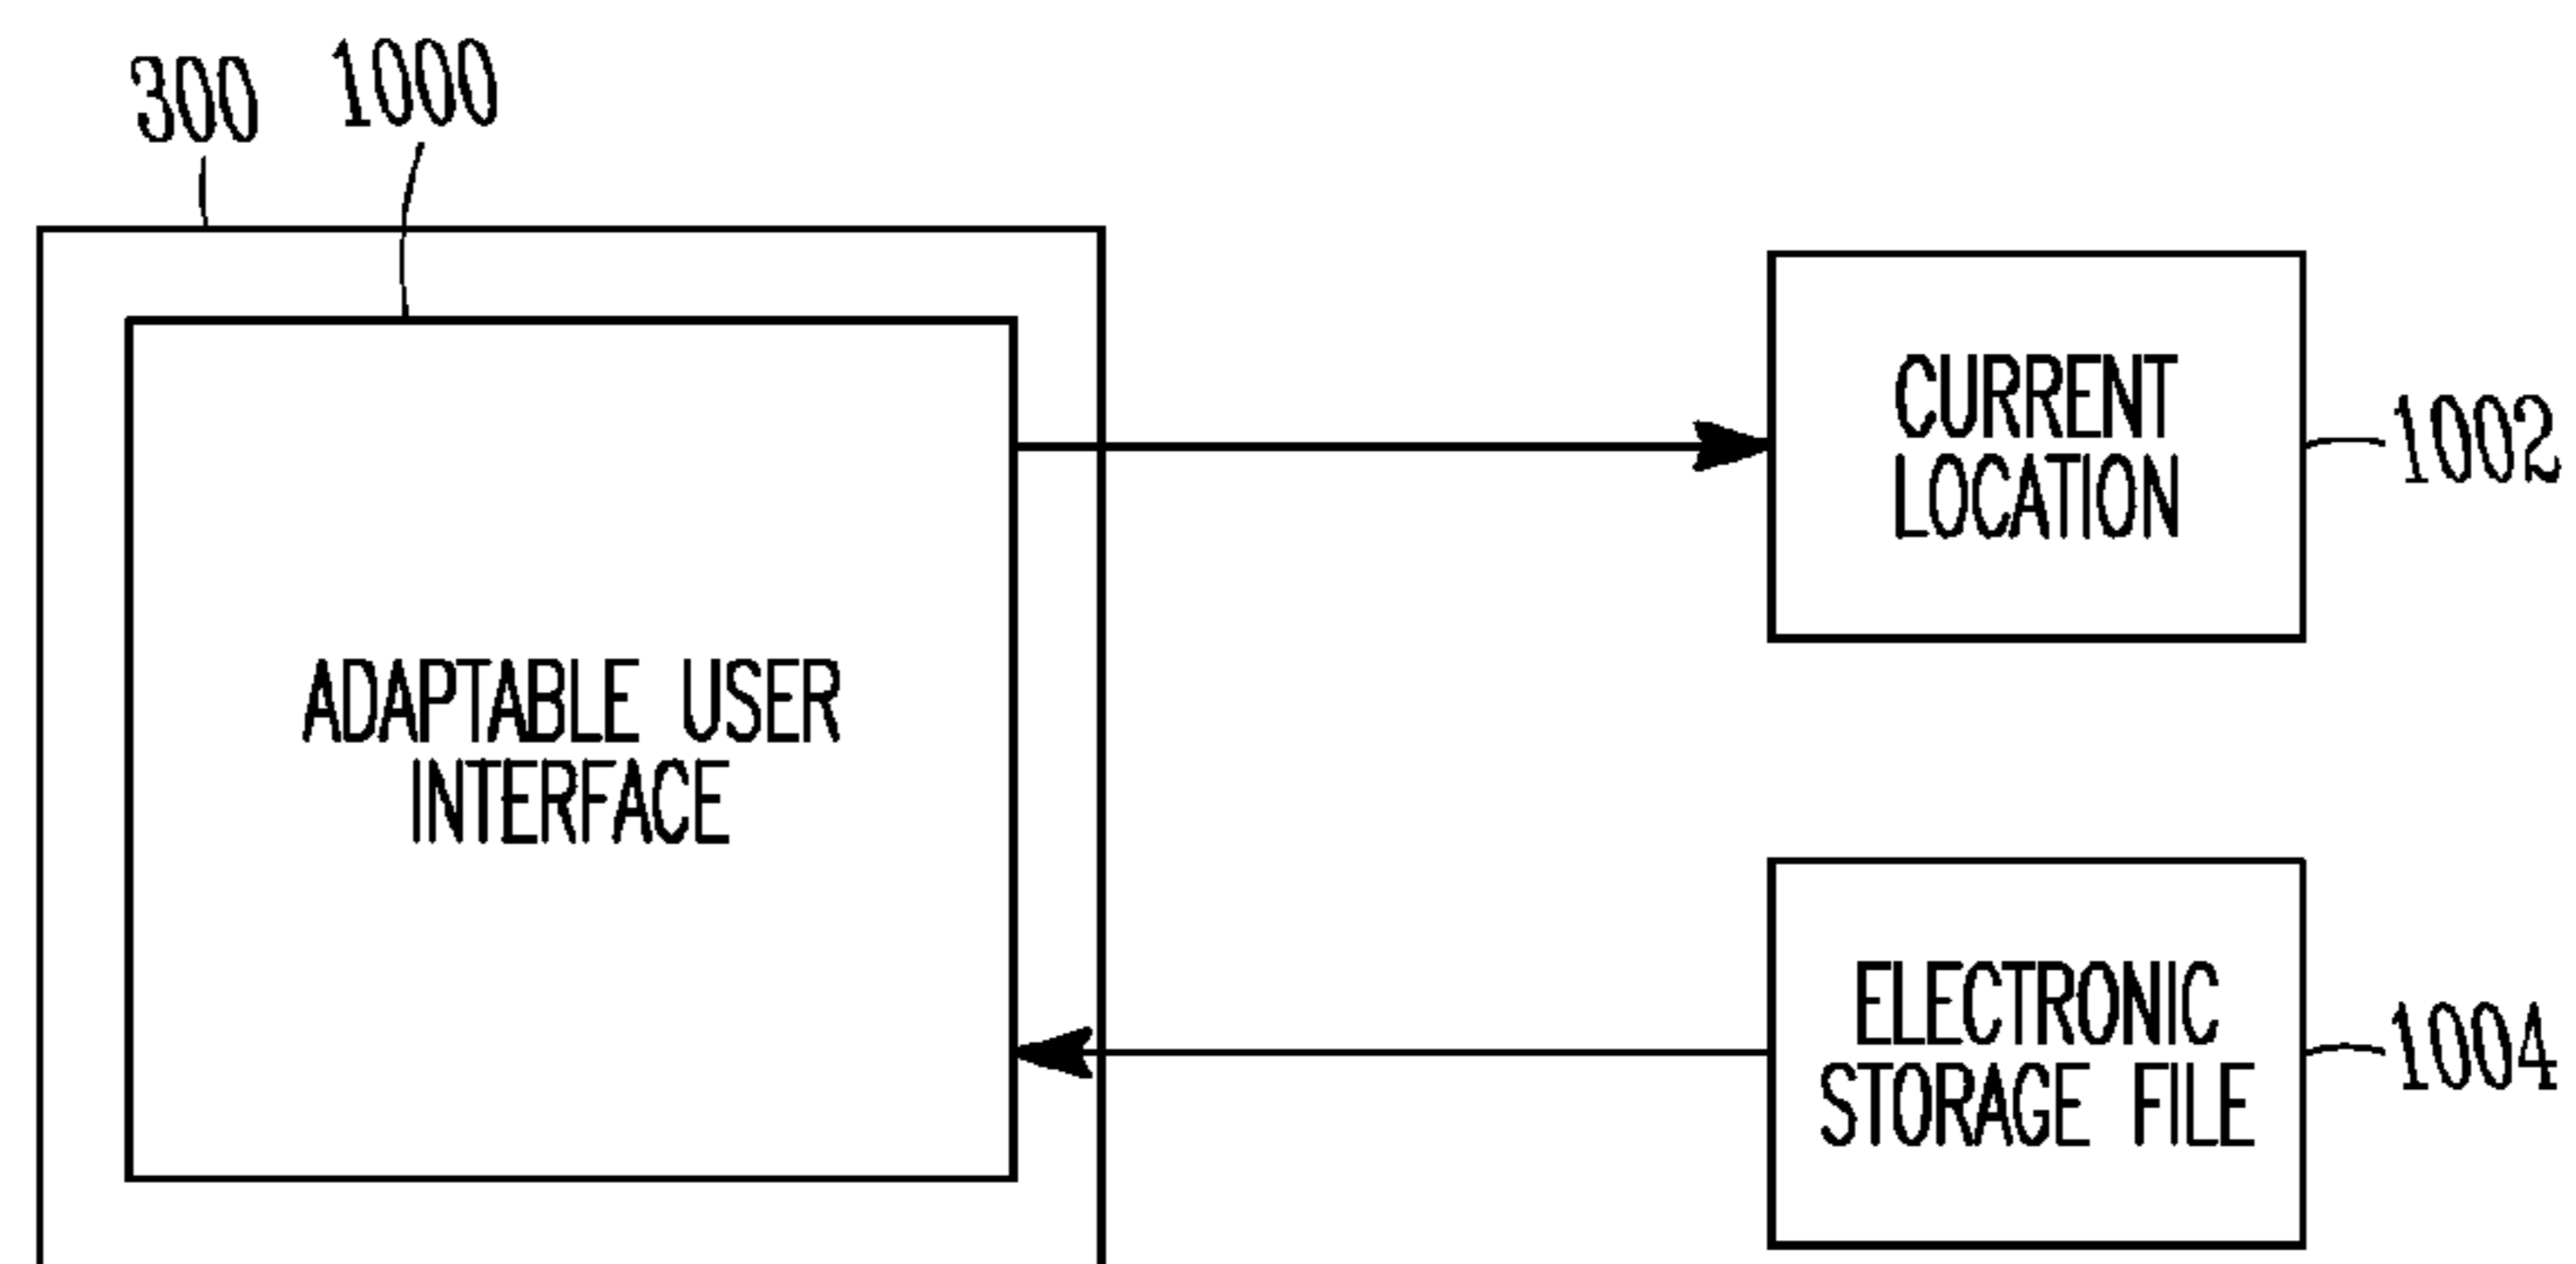 300
1000
CURRENT
LOCATION
1002
ADAPTABLE USER
INTERFACE
ELECTRONIC
STORAGE FILE
1004